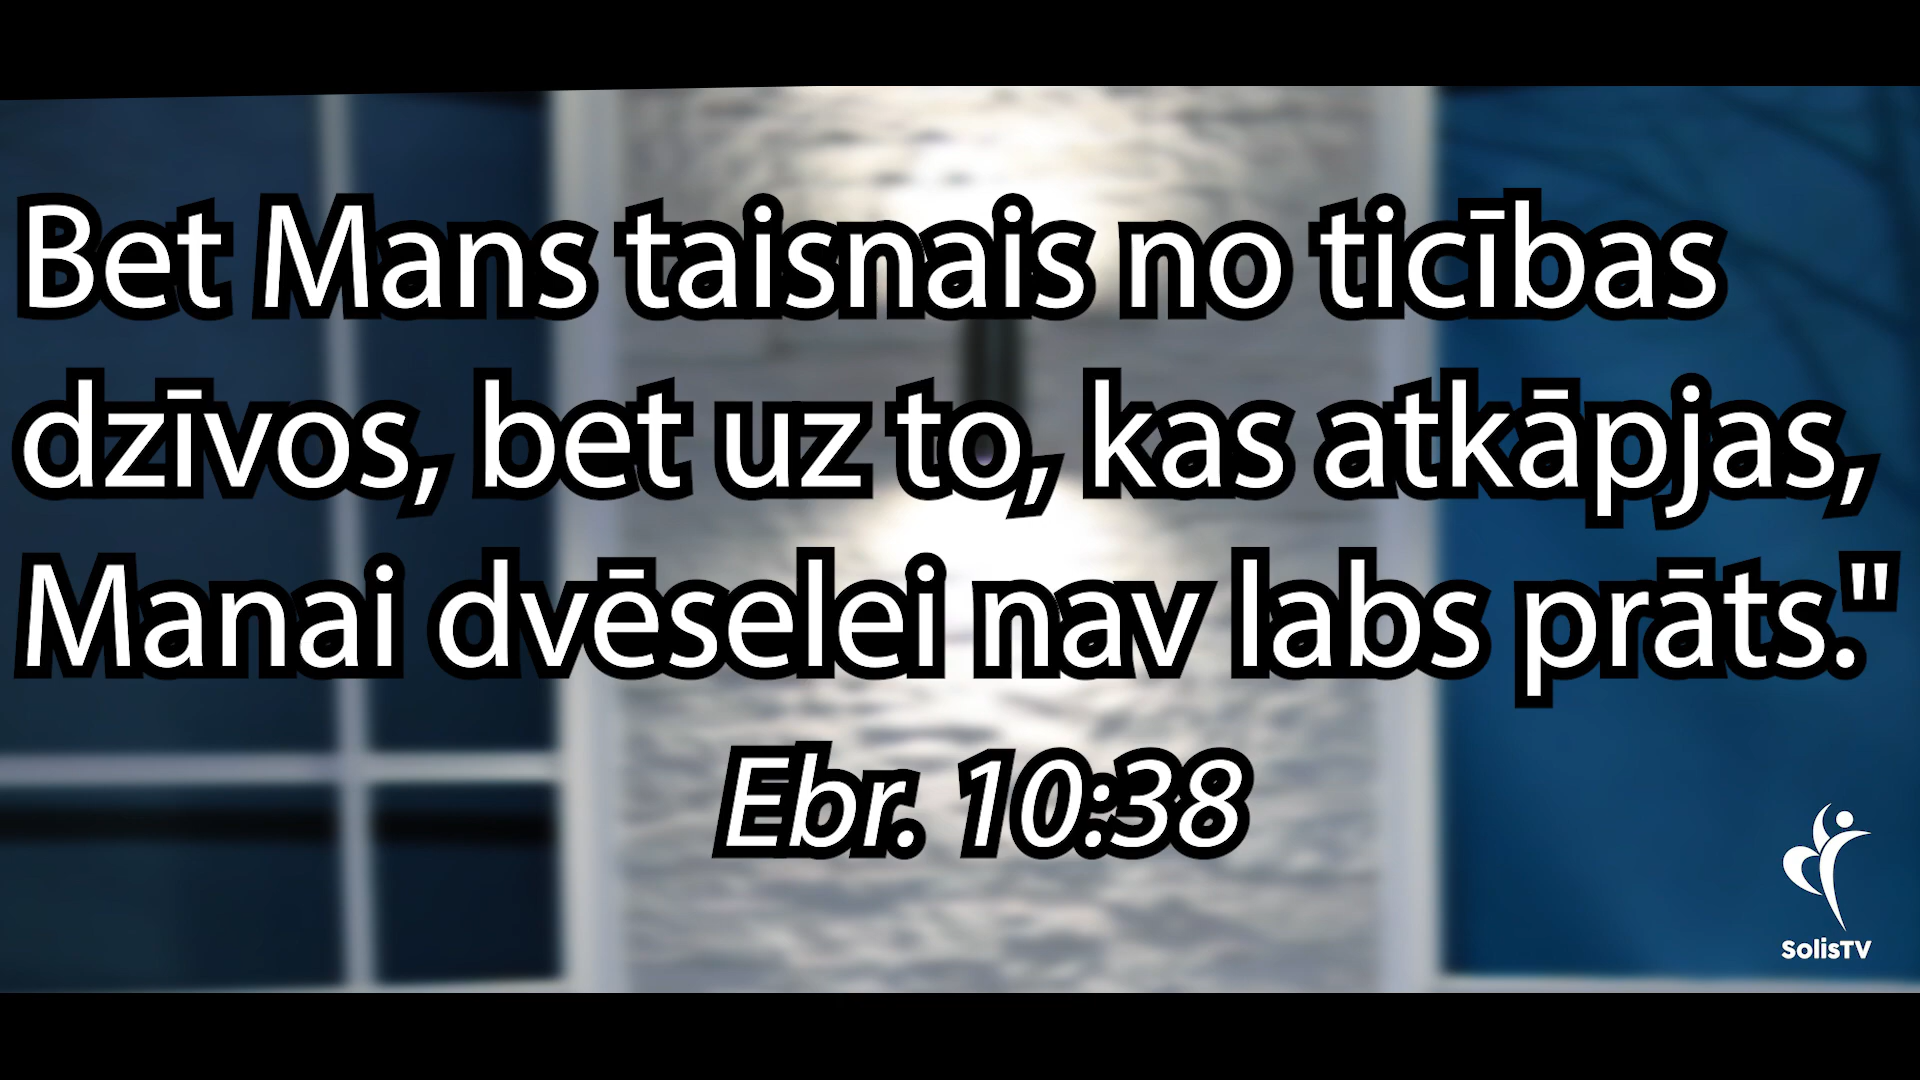 Bet Mans taisnais no ticības
dzīvos, bet uz to, kas atkāpjas,
Manai dvēselei nav labs prāts."
Ebr. 10:38
SolisTV